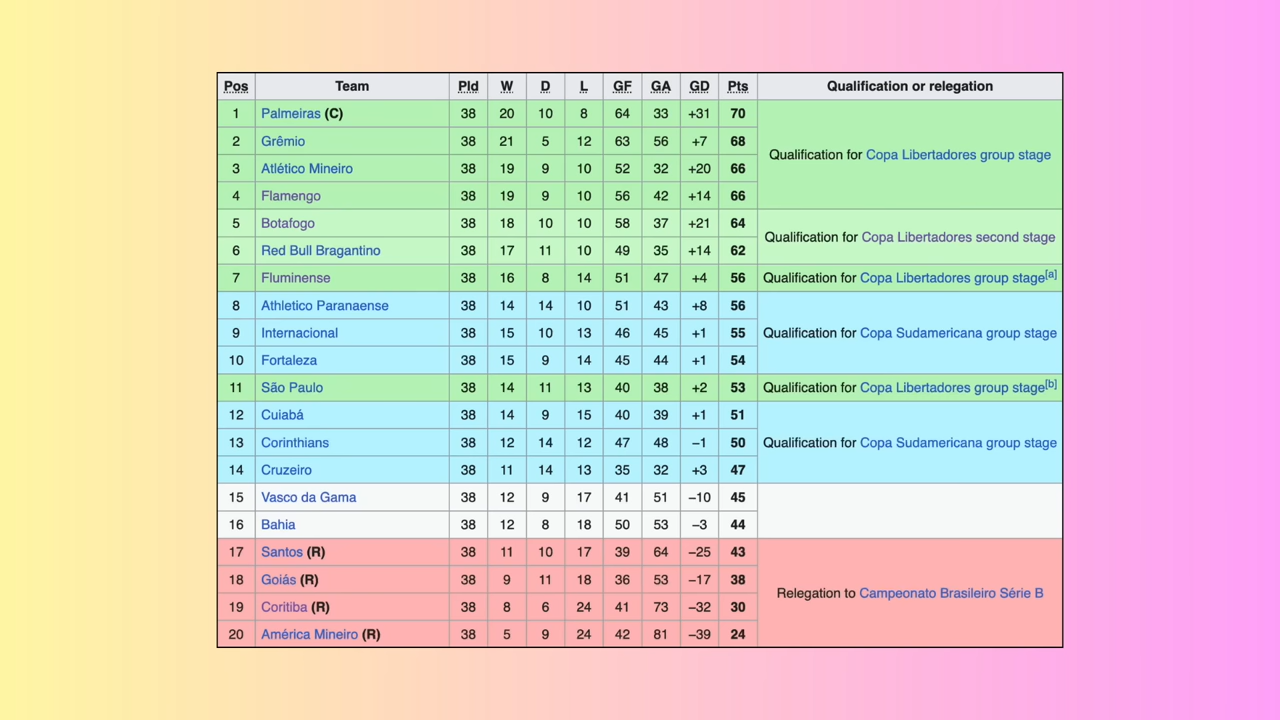 Pos Team Pld W D L GF GA GD Pts Qualification or relegation
1 Palmeiras (C) 38 20 10 8 64 33 +31 70
2 Grêmio 38 21 5 12 63 56 +7 68
Qualification for Copa Libertadores group stage
3 Atlético Mineiro 38 19 9 10 52 32 +20 66
4 Flamengo 38 19 9 10 56 42 +14 66
5 Botafogo 38 18 10 10 58 37 +21 64
Qualification for Copa Libertadores second stage
6 Red Bull Bragantino 38 17 11 10 49 35 +14 62
7 Fluminense 38 16 8 14 51 47 +4 56 Qualification for Copa Libertadores group stage[a]
8 Athletico Paranaense 38 14 14 10 51 43 +8 56
9 Internacional 38 15 10 13 46 45 +1 55 Qualification for Copa Sudamericana group stage
10 Fortaleza 38 15 9 14 45 44 +1 54
11 São Paulo 38 14 11 13 40 38 +2 53 Qualification for Copa Libertadores group stage[b]
12 Cuiabá 38 14 9 15 40 39 +1 51
13 Corinthians 38 12 14 12 47 48 −1 50 Qualification for Copa Sudamericana group stage
14 Cruzeiro 38 11 14 13 35 32 +3 47
15 Vasco da Gama 38 12 9 17 41 51 −10 45
16 Bahia 38 12 8 18 50 53 −3 44
17 Santos (R) 38 11 10 17 39 64 −25 43
18 Goiás (R) 38 9 11 18 36 53 −17 38
Relegation to Campeonato Brasileiro Série B
19 Coritiba (R) 38 8 6 24 41 73 −32 30
20 América Mineiro (R) 38 5 9 24 42 81 −39 24